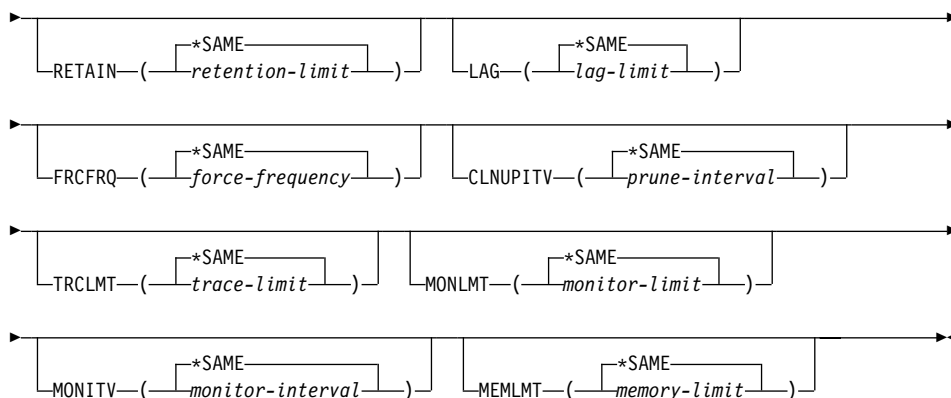 *SAME *SAME
RETAIN ( retention-limit ) LAG ( lag-limit )
*SAME *SAME
FRCFRQ ( force-frequency ) CLNUPITV ( prune-interval )
*SAME *SAME
TRCLMT ( trace-limit ) MONLMT ( monitor-limit )
*SAME *SAME
MONITV ( monitor-interval ) MEMLMT ( memory-limit )